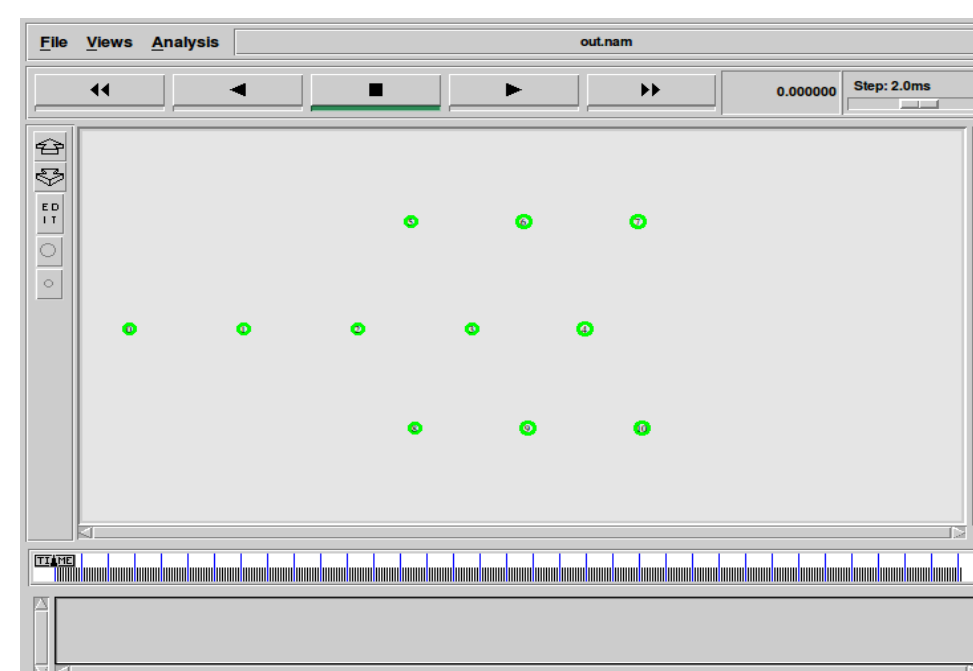 File Views Analysis out.nam
0.000000 Step: 2.0ms
ED
IT
5 6 7
0 1 2 3 4
8 9 10
TIME